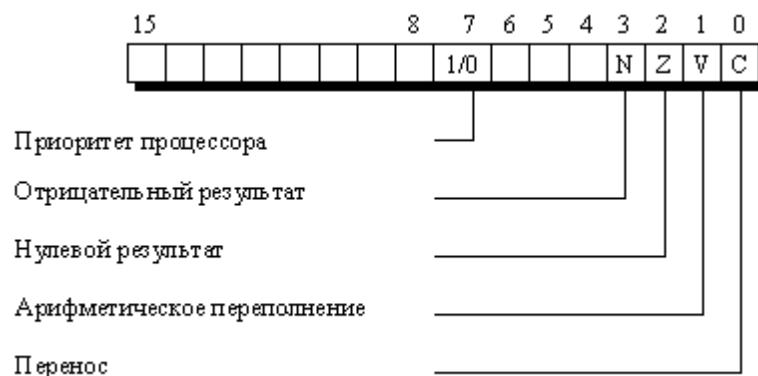 15 8 7 6 5 4 3 2 1 0
1/0 N Z V C
Приоритет процессора
Отрицательный результат
Нулевой результат
Арифметическое переполнение
Перенос